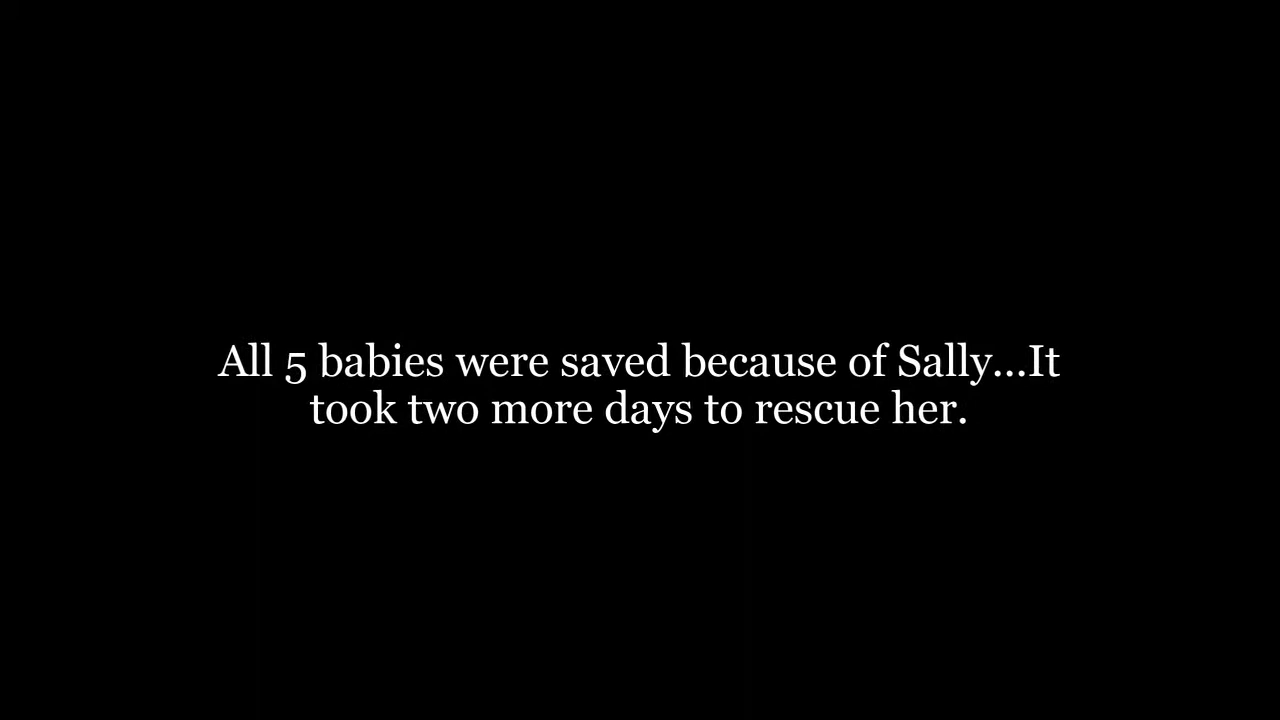 All 5 babies were saved because of Sally...It
took two more days to rescue her.